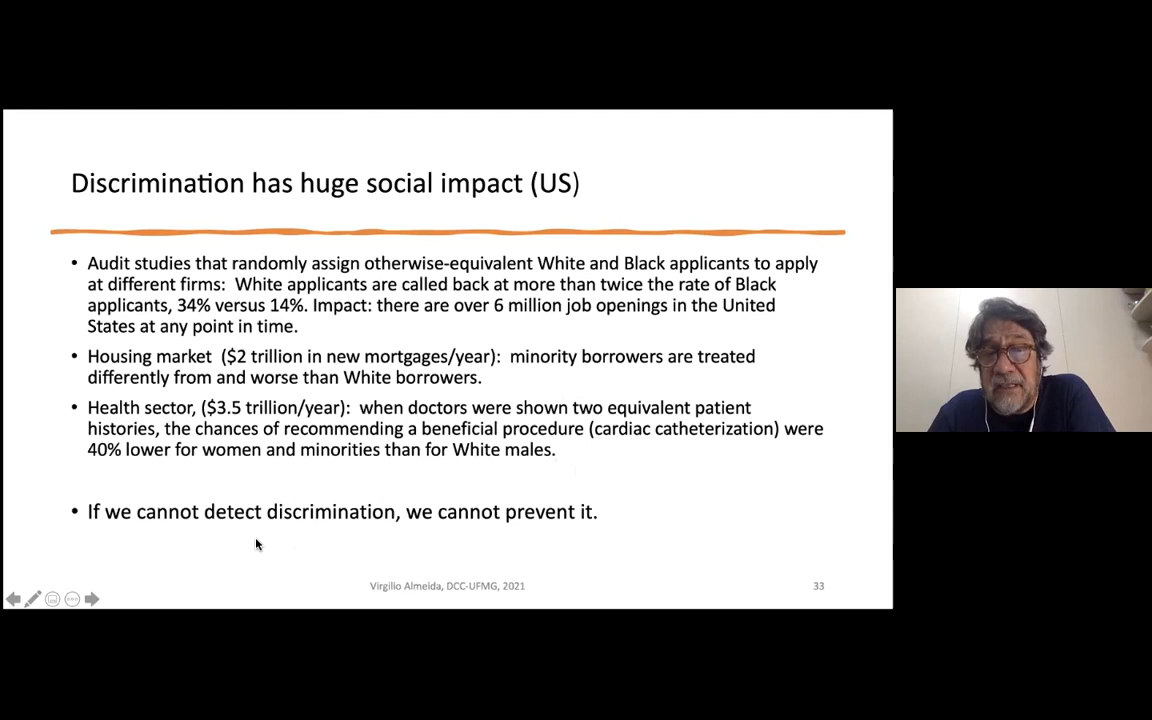 Discrimination has huge social impact (US)
• Audit studies that randomly assign otherwise-equivalent White and Black applicants to apply
at different firms:  White applicants are called back at more than twice the rate of Black
applicants, 34% versus 14%. Impact: there are over 6 million job openings in the United
States at any point in time.
• Housing market  ($2 trillion in new mortgages/year):  minority borrowers are treated
differently from and worse than White borrowers.
• Health sector, ($3.5 trillion/year):  when doctors were shown two equivalent patient
histories, the chances of recommending a beneficial procedure (cardiac catheterization) were
40% lower for women and minorities than for White males.
• If we cannot detect discrimination, we cannot prevent it.
Virgilio Almeida, DCC-UFMG, 2021
33